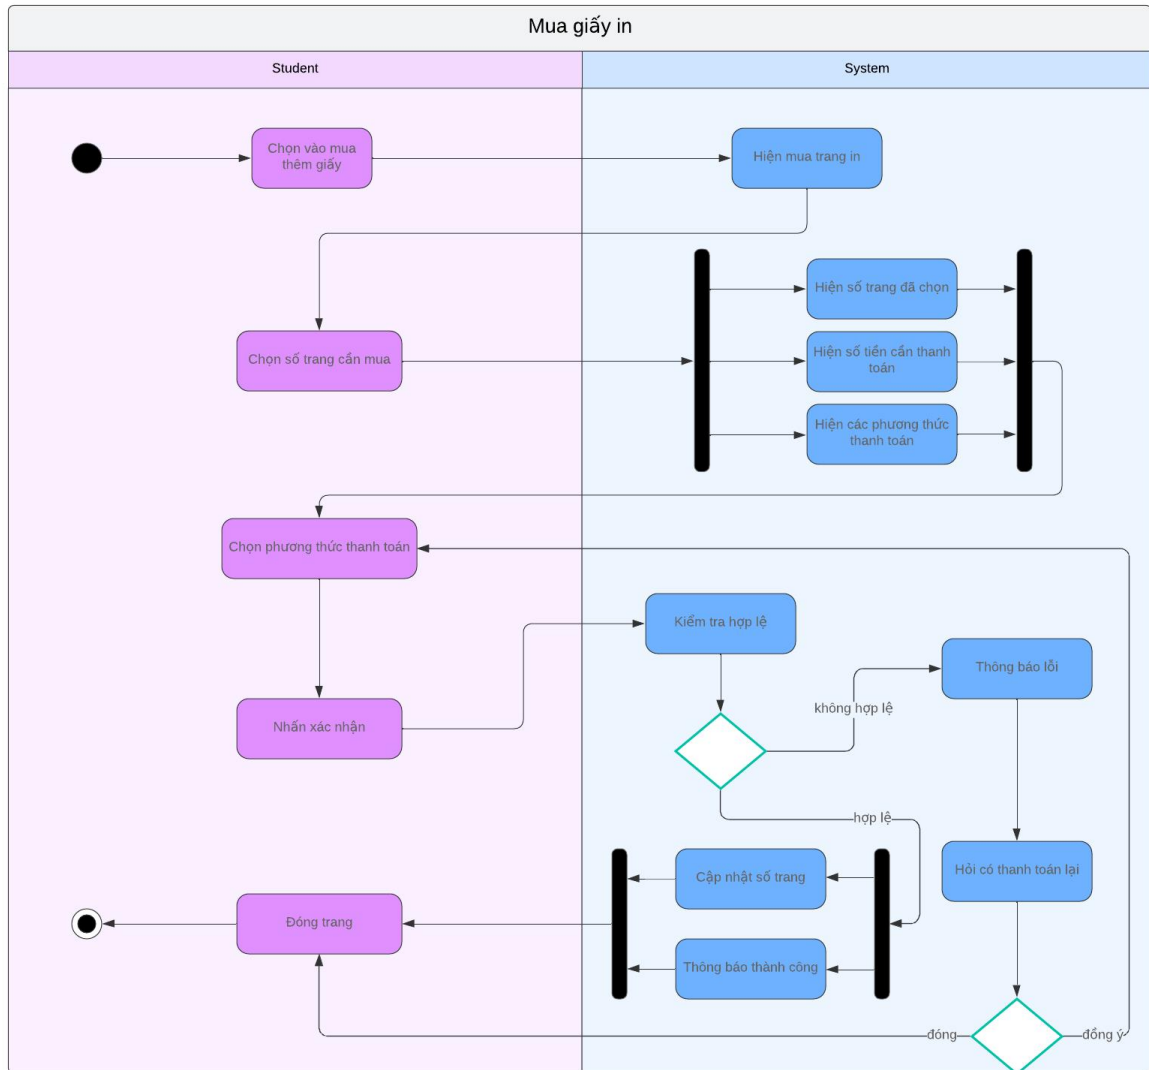 Mua giấy in
Student
System
Chọn vào mua
thêm giấy
Hiện mua trang in
Hiện số trang đã chọn
Chọn số trang cần mua
Hiện số tiền cần thanh
toán
Hiện các phương thức
thanh toán
Chọn phương thức thanh toán
Kiểm tra hợp lệ
Thông báo lỗi
không hợp lệ
Nhấn xác nhận
hợp lệ
Cập nhật số trang
Hỏi có thanh toán lại
Đóng trang
Thông báo thành công
đóng
đồng ý